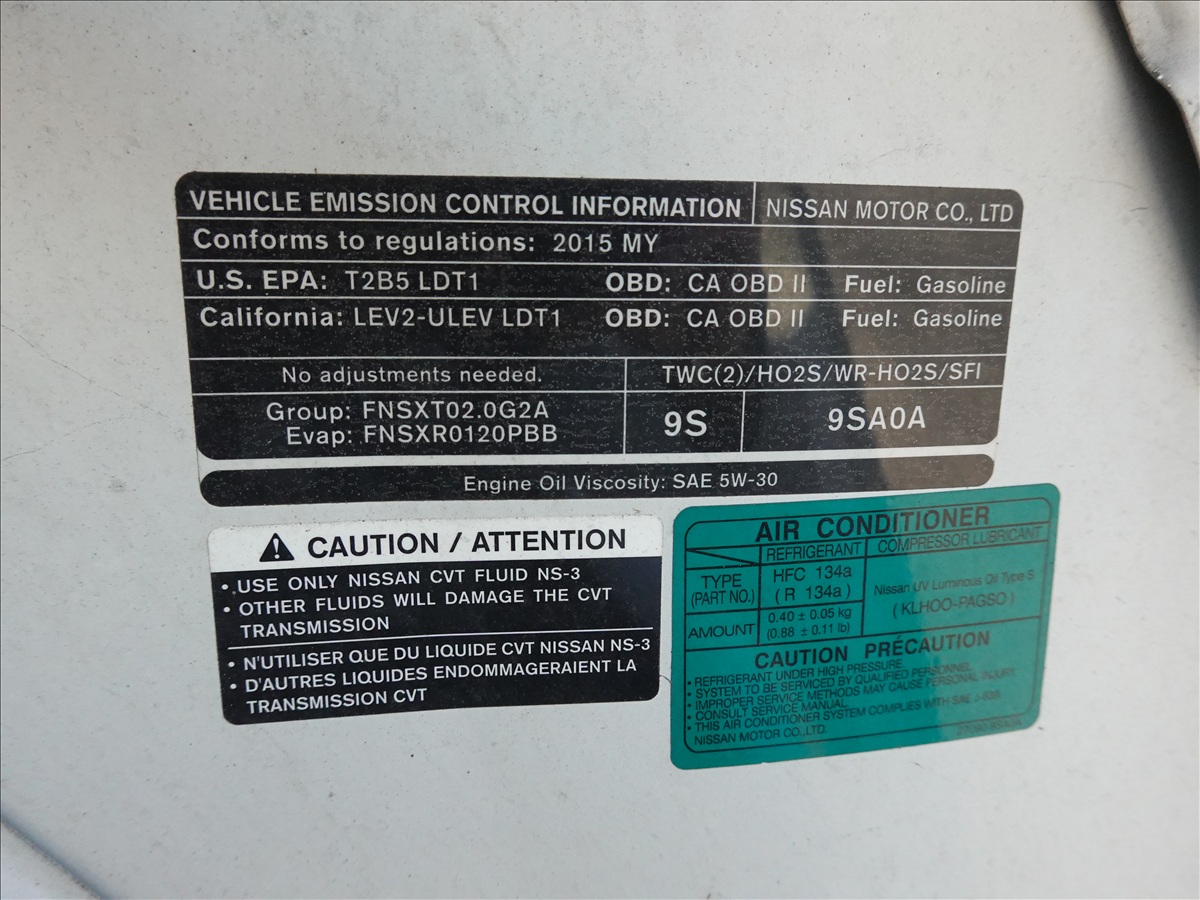 VEHICLE EMISSION CONTROL INFORMATION NISSAN MOTOR CO., LTD
Conforms to regulations: 2015 MY
U.S. EPA: T2B5 LDT1 OBD: CA OBD II Fuel: Gasoline
California: LEV2-ULEV LDT1 OBD: CA OBD II Fuel: Gasoline
No adjustments needed. TWC(2)/HO2S/WR-HO2S/SFI
Group: FNSXT02.0G2A
Evap: FNSXR0120PBB
9S 9SA0A
Engine Oil Viscosity: SAE 5W-30
CAUTION / ATTENTION
• USE ONLY NISSAN CVT FLUID NS-3
• OTHER FLUIDS WILL DAMAGE THE CVT
TRANSMISSION
• N'UTILISER QUE DU LIQUIDE CVT NISSAN NS-3
• D'AUTRES LIQUIDES ENDOMMAGERAIENT LA
TRANSMISSION CVT
AIR CONDITIONER
REFRIGERANT COMPRESSOR LUBRICANT
TYPE
(PART NO.)
HFC 134a
( R 134a )
Nissan UV Luminous Oil Type S
( KLHOO-PAGSO )
AMOUNT
0.40 ± 0.05 kg
(0.88 ± 0.11 lb)
CAUTION PRÉCAUTION
• REFRIGERANT UNDER HIGH PRESSURE.
• SYSTEM TO BE SERVICED BY QUALIFIED PERSONNEL.
• IMPROPER SERVICE METHODS MAY CAUSE PERSONAL INJURY.
• CONSULT SERVICE MANUAL.
• THIS AIR CONDITIONER SYSTEM COMPLIES WITH SAE
NISSAN MOTOR CO.,LTD.